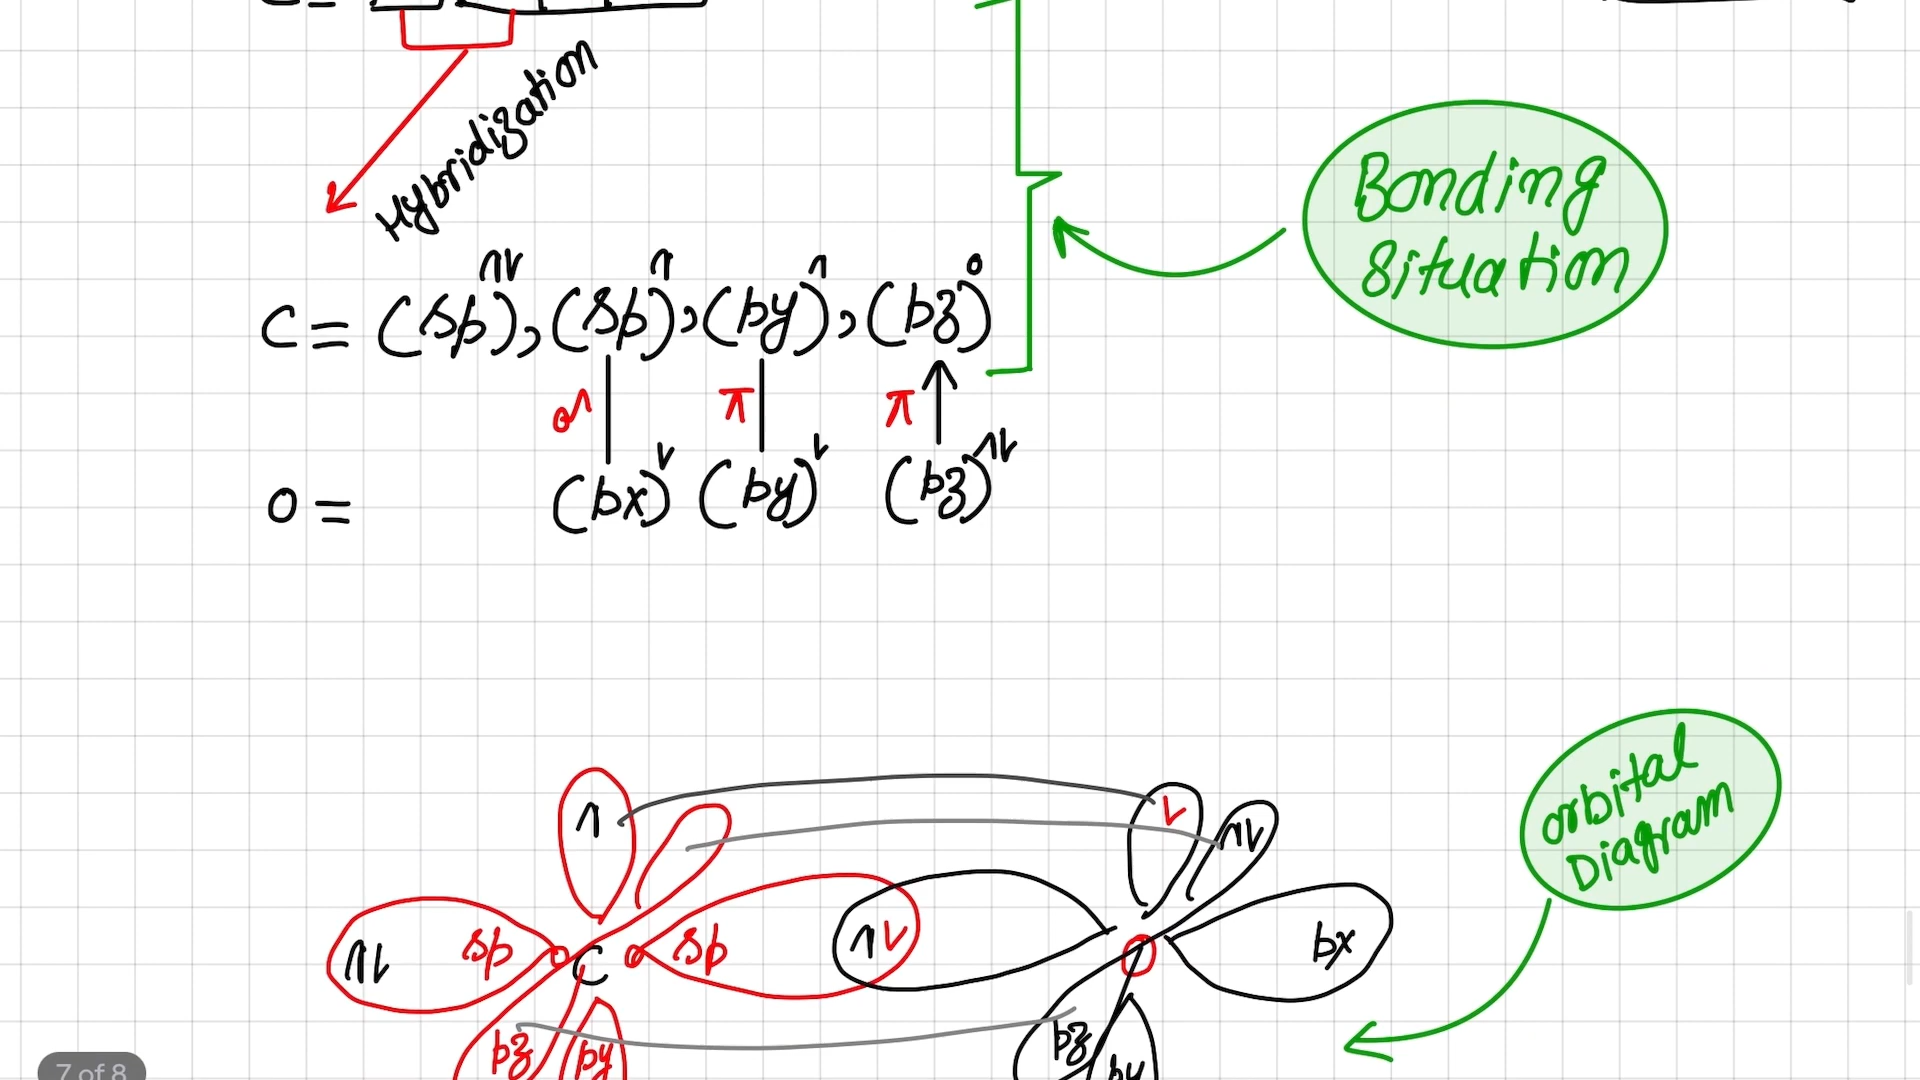 Hybridization
Bonding
Situation
C = (sp)↑↓, (sp)↑, (py)↑, (pz)⁰
σ π π
O = (px)↓ (py)↓ (pz)↑↓
orbital
Diagram
↑ ↓ ↑↓
↑↓ sp C sp ↑↓ O px
pz py pz py
7 of 8